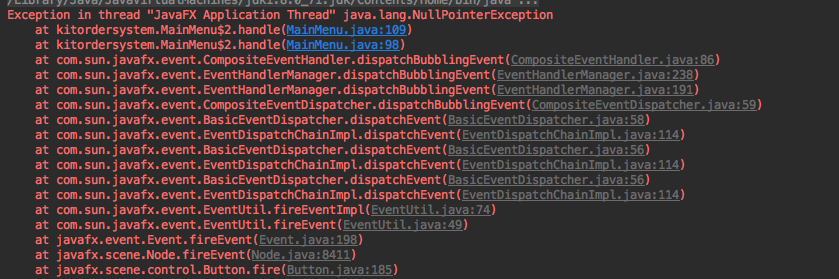 /Library/Java/JavaVirtualMachines/jdk1.8.0_71.jdk/Contents/Home/bin/java ...
Exception in thread "JavaFX Application Thread" java.lang.NullPointerException
at kitordersystem.MainMenu$2.handle(MainMenu.java:109)
at kitordersystem.MainMenu$2.handle(MainMenu.java:98)
at com.sun.javafx.event.CompositeEventHandler.dispatchBubblingEvent(CompositeEventHandler.java:86)
at com.sun.javafx.event.EventHandlerManager.dispatchBubblingEvent(EventHandlerManager.java:238)
at com.sun.javafx.event.EventHandlerManager.dispatchBubblingEvent(EventHandlerManager.java:191)
at com.sun.javafx.event.CompositeEventDispatcher.dispatchBubblingEvent(CompositeEventDispatcher.java:59)
at com.sun.javafx.event.BasicEventDispatcher.dispatchEvent(BasicEventDispatcher.java:58)
at com.sun.javafx.event.EventDispatchChainImpl.dispatchEvent(EventDispatchChainImpl.java:114)
at com.sun.javafx.event.BasicEventDispatcher.dispatchEvent(BasicEventDispatcher.java:56)
at com.sun.javafx.event.EventDispatchChainImpl.dispatchEvent(EventDispatchChainImpl.java:114)
at com.sun.javafx.event.BasicEventDispatcher.dispatchEvent(BasicEventDispatcher.java:56)
at com.sun.javafx.event.EventDispatchChainImpl.dispatchEvent(EventDispatchChainImpl.java:114)
at com.sun.javafx.event.EventUtil.fireEventImpl(EventUtil.java:74)
at com.sun.javafx.event.EventUtil.fireEvent(EventUtil.java:49)
at javafx.event.Event.fireEvent(Event.java:198)
at javafx.scene.Node.fireEvent(Node.java:8411)
at javafx.scene.control.Button.fire(Button.java:185)